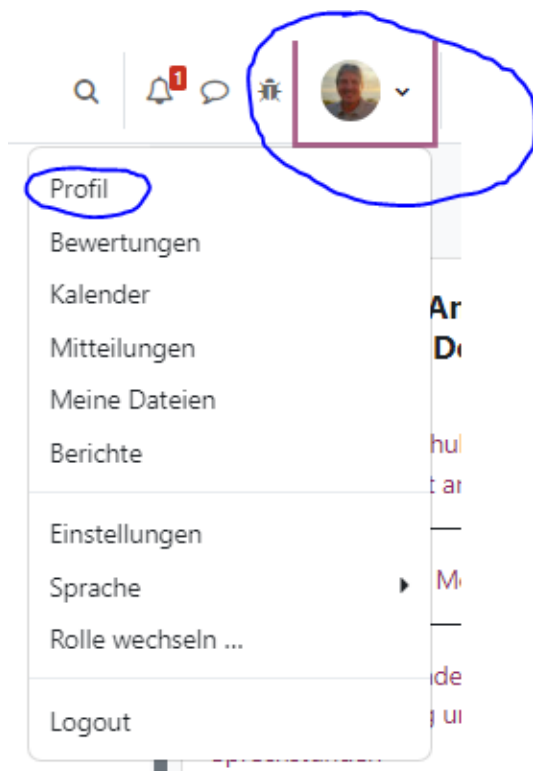 1
Profil
Bewertungen
Kalender
Mitteilungen
Meine Dateien
Berichte
Einstellungen
Sprache
Rolle wechseln ...
Logout